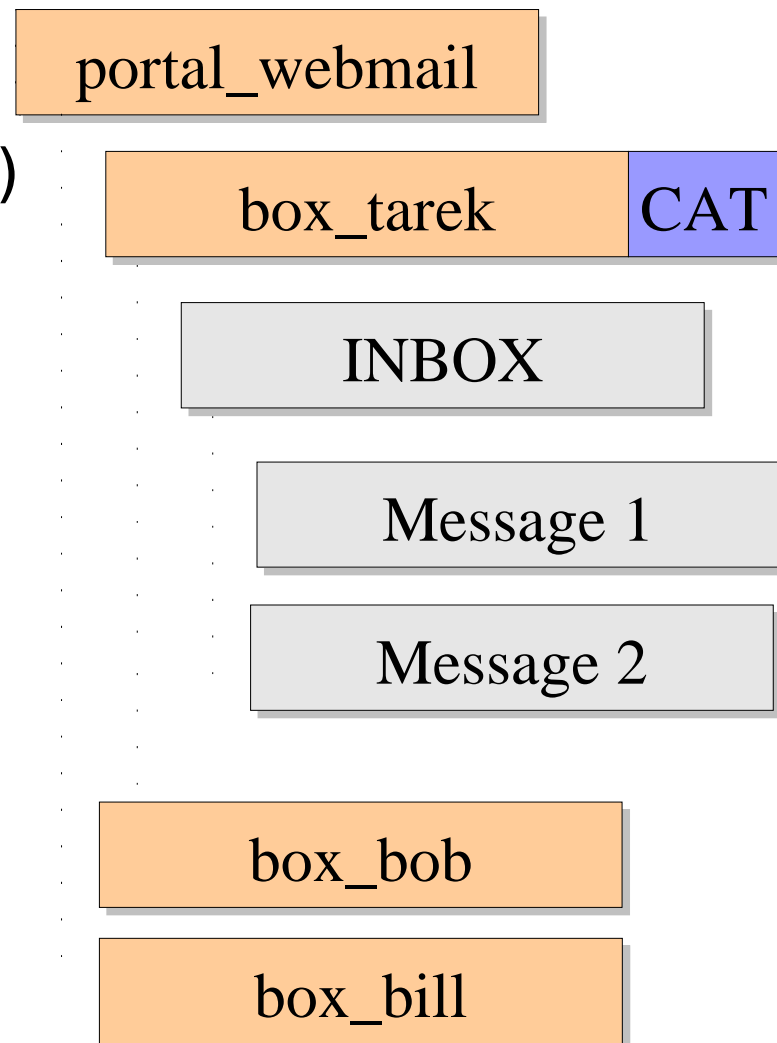 portal_webmail
)
box_tarek CAT
INBOX
Message 1
Message 2
box_bob
box_bill